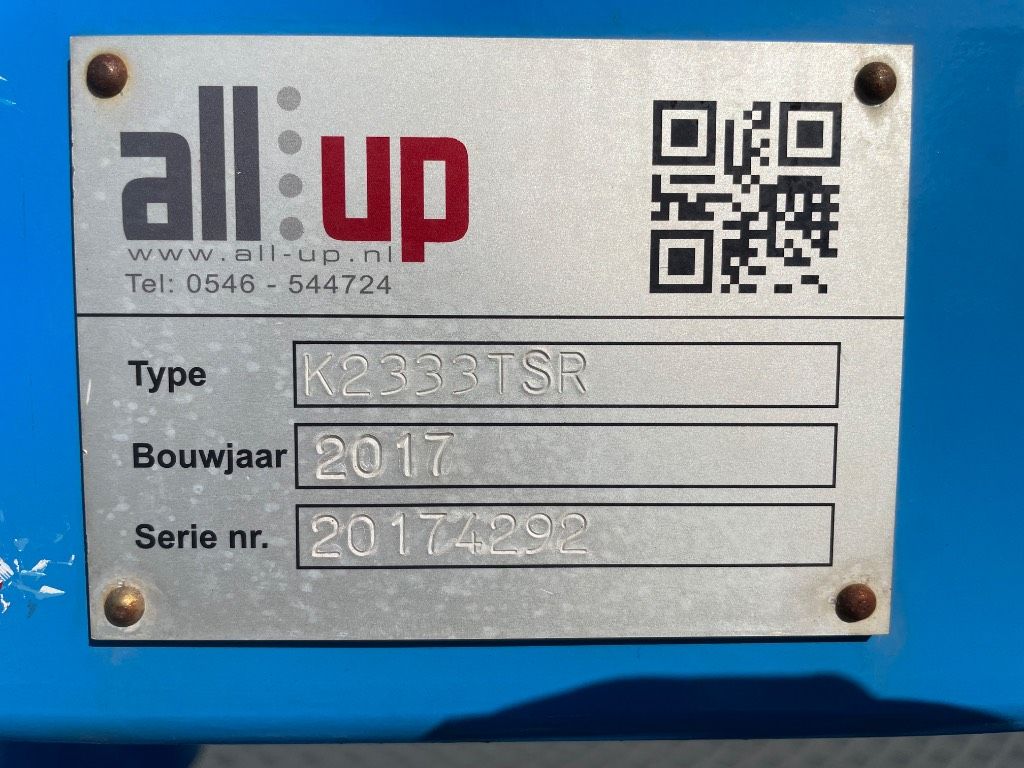 all up
www.all-up.nl
Tel: 0546 - 544724
Type K2333TSR
Bouwjaar 2017
Serie nr. 20174292